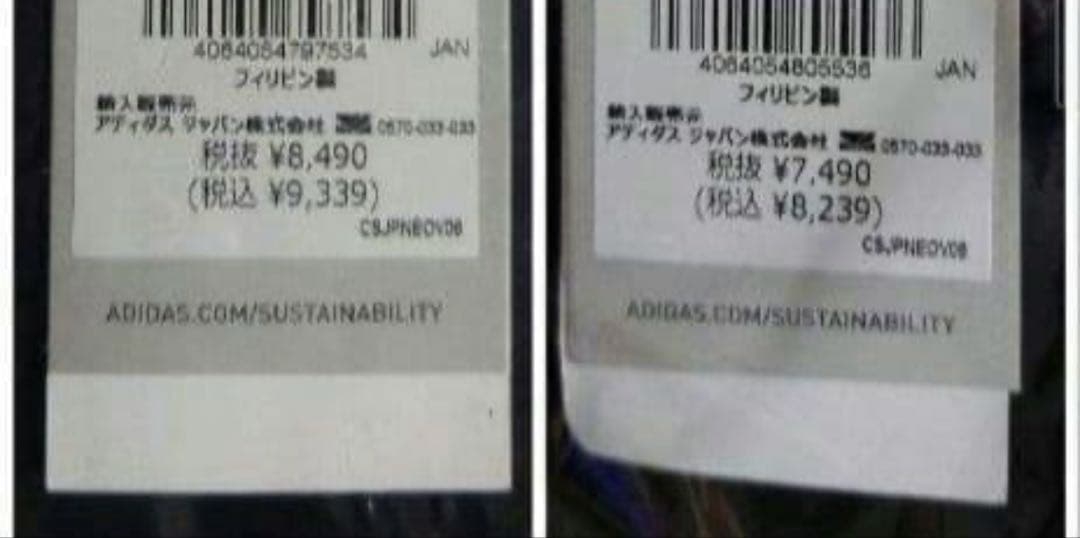 4064054797534 JAN
フィリピン製
輸入販売元
アディダス ジャパン株式会社 0570-033-033
税抜 ¥8,490
(税込 ¥9,339)
CSJPNEOV06
ADIDAS.COM/SUSTAINABILITY
4064054805536 JAN
フィリピン製
輸入販売元
アディダス ジャパン株式会社 0570-033-033
税抜 ¥7,490
(税込 ¥8,239)
CSJPNEOV06
ADIDAS.COM/SUSTAINABILITY